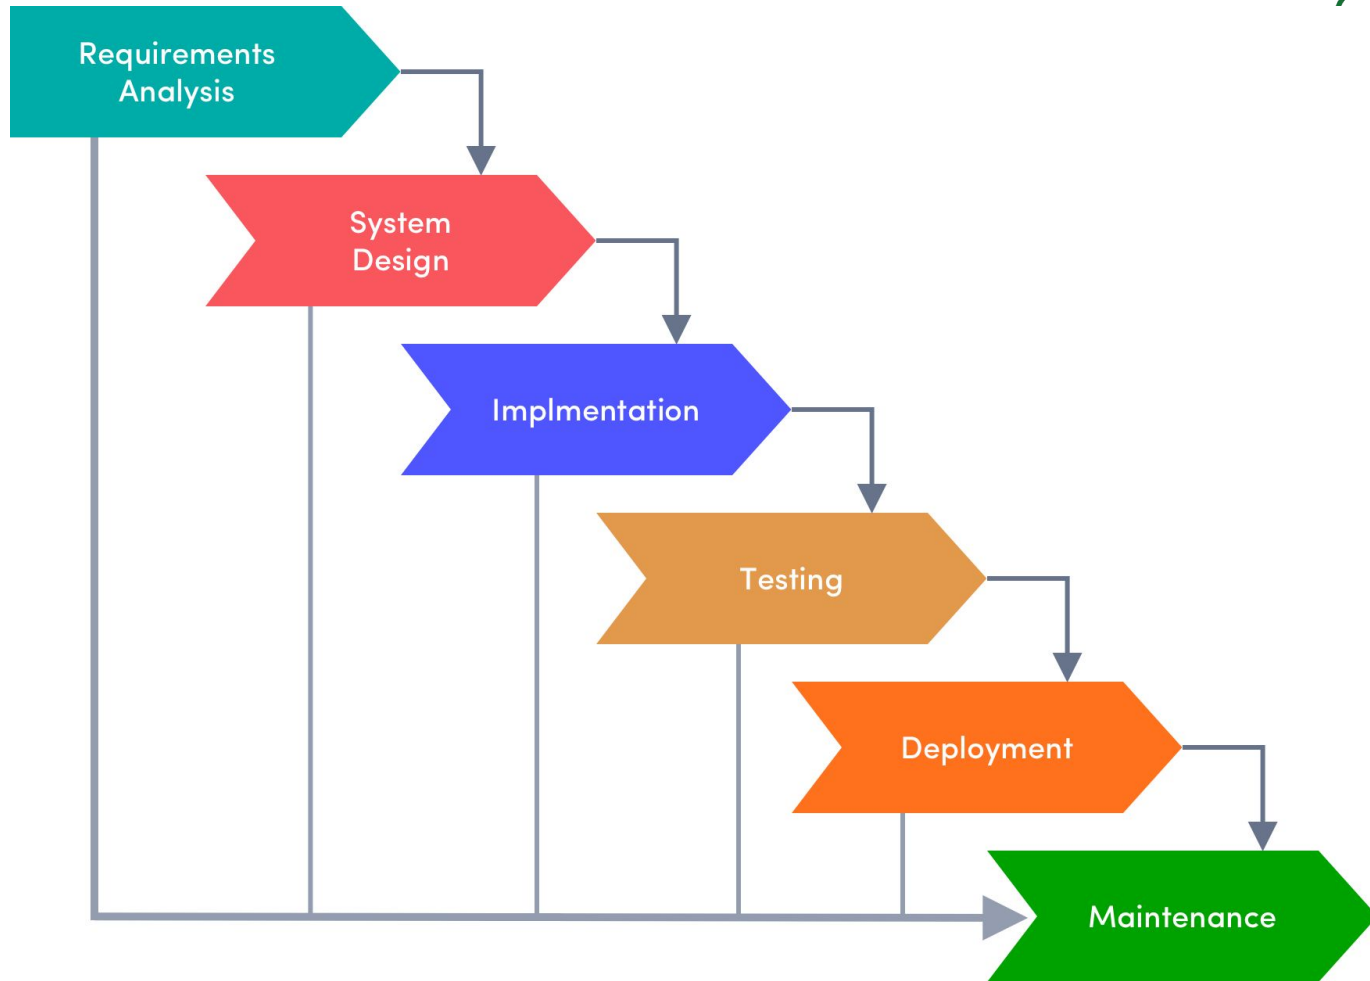 Requirements
Analysis
System
Design
Implmentation
Testing
Deployment
Maintenance